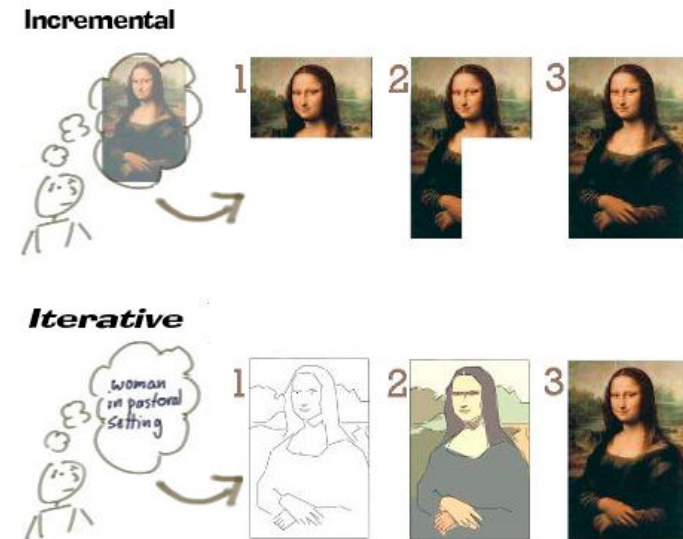 Incremental
1 2 3
Iterative
woman
in pastoral
setting
1 2 3